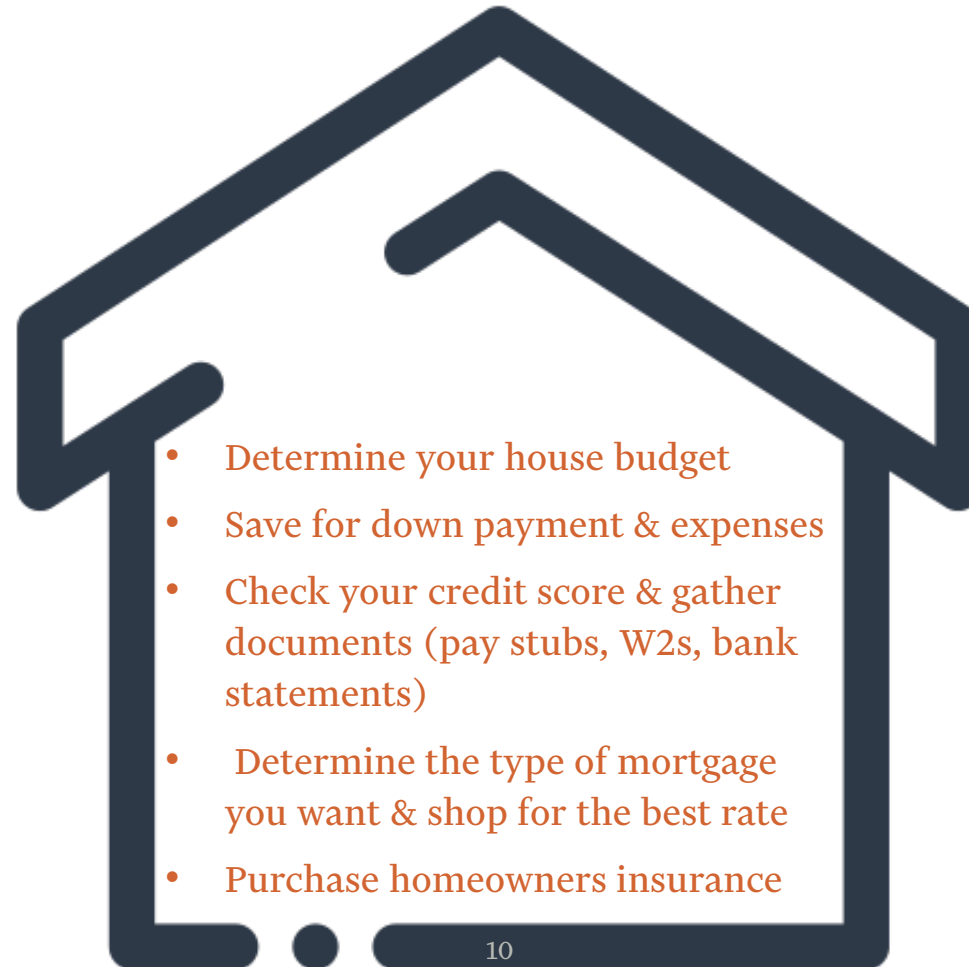 • Determine your house budget
• Save for down payment & expenses
• Check your credit score & gather
documents (pay stubs, W2s, bank
statements)
• Determine the type of mortgage
you want & shop for the best rate
• Purchase homeowners insurance
10